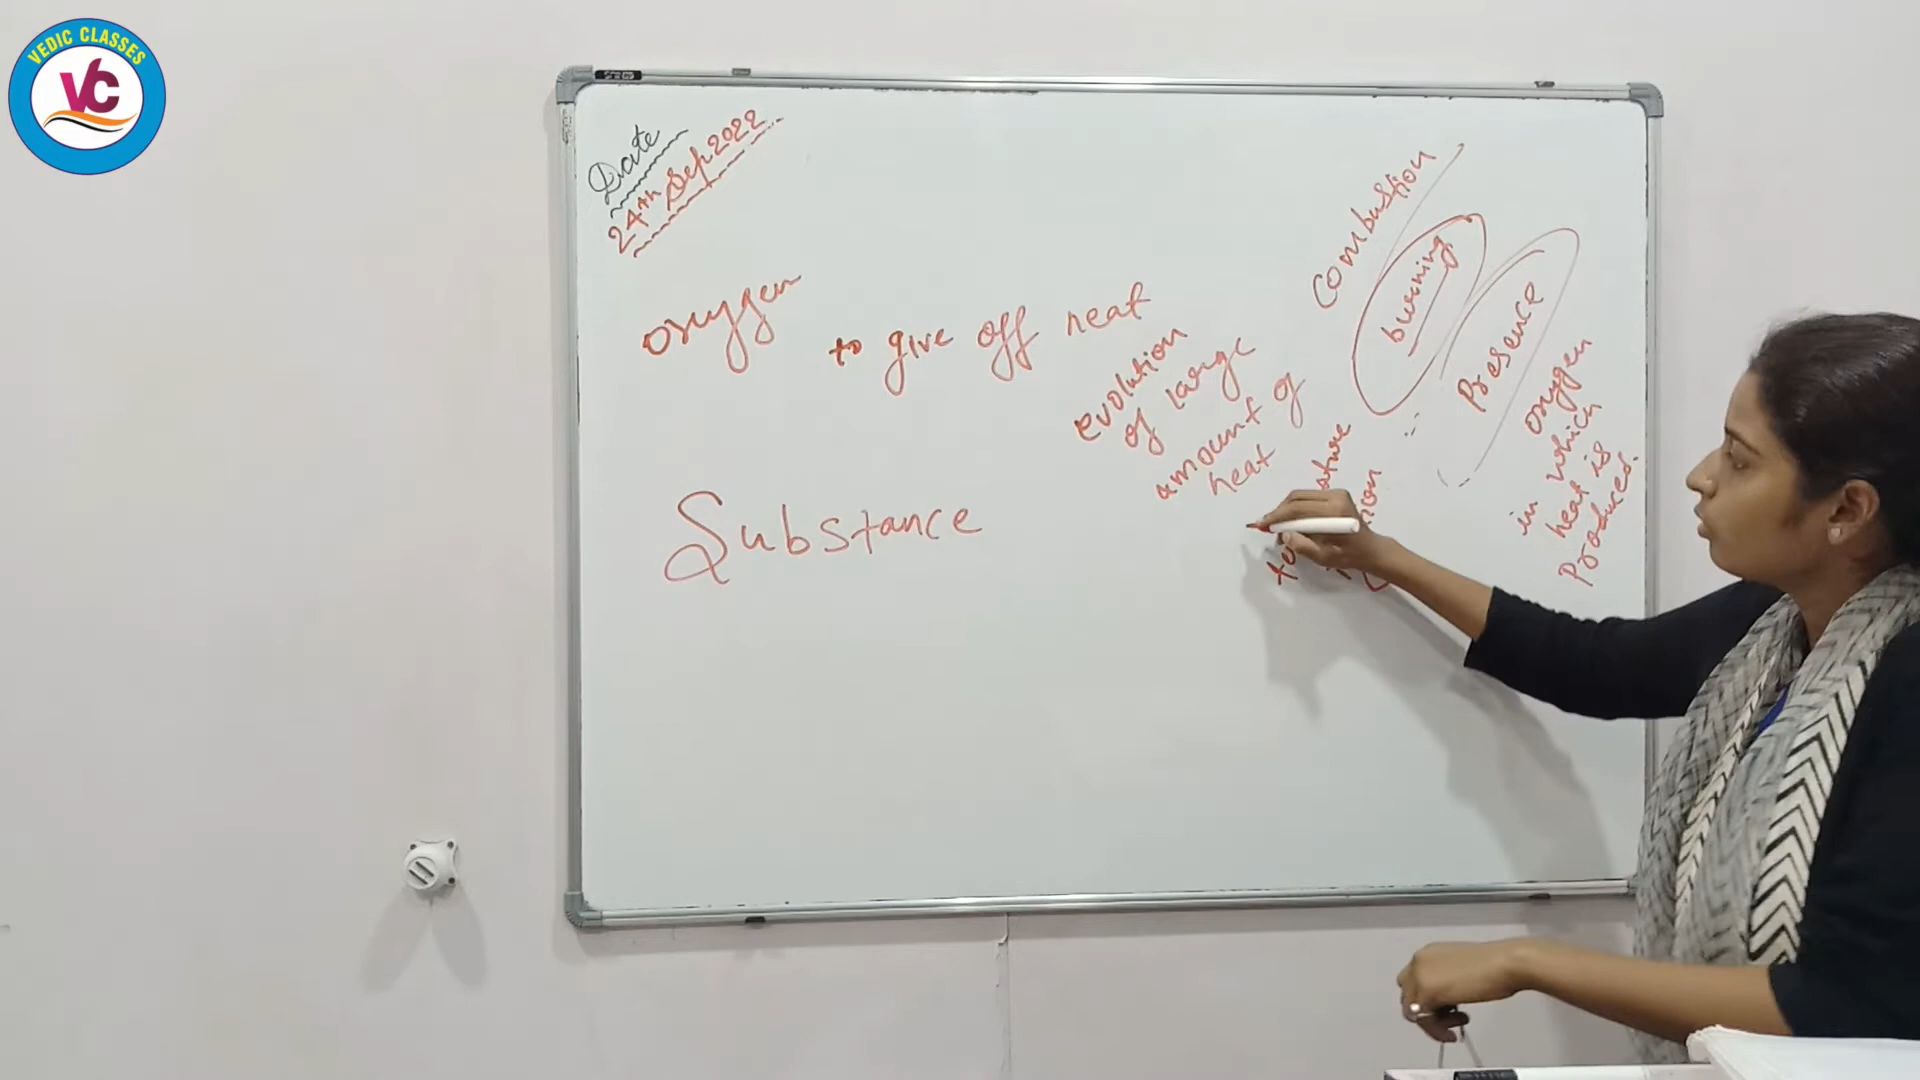 VEDIC CLASSES
VC
Date
24th Sep 2022
oxygen
to give off heat
evolution
of large
amount of
heat
Substance
Combustion
burning
Presence
oxygen
in which
heat is
Produced.